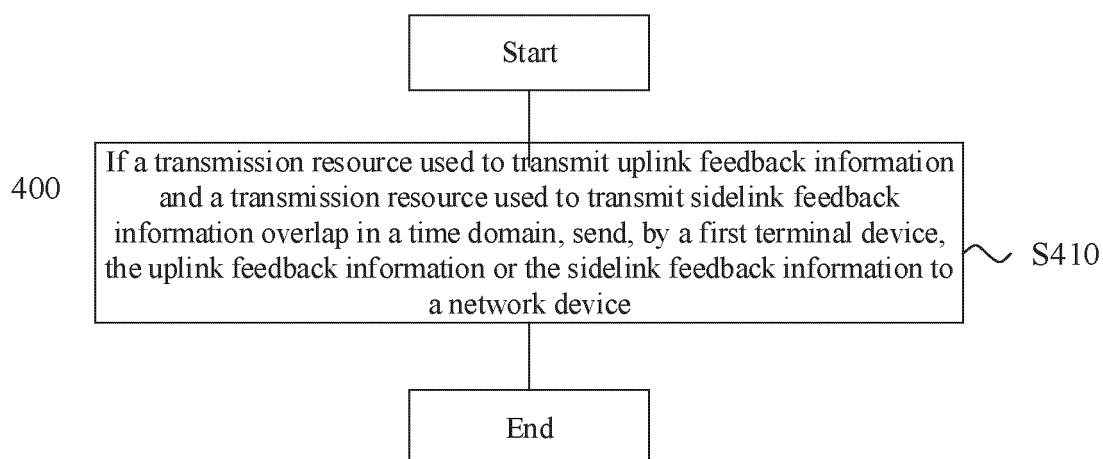 Start
If a transmission resource used to transmit uplink feedback information
and a transmission resource used to transmit sidelink feedback
information overlap in a time domain, send, by a first terminal device,
the uplink feedback information or the sidelink feedback information to
a network device
400
S410
End